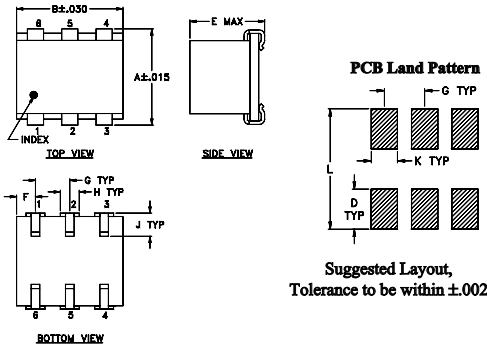 B±.030
6 5 4
A±.015
INDEX
1 2 3
TOP VIEW
E MAX
SIDE VIEW
PCB Land Pattern
G TYP
K TYP
L
D
TYP
Suggested Layout,
Tolerance to be within ±.002
G TYP
H TYP
F
1 2 3
J TYP
6 5 4
BOTTOM VIEW